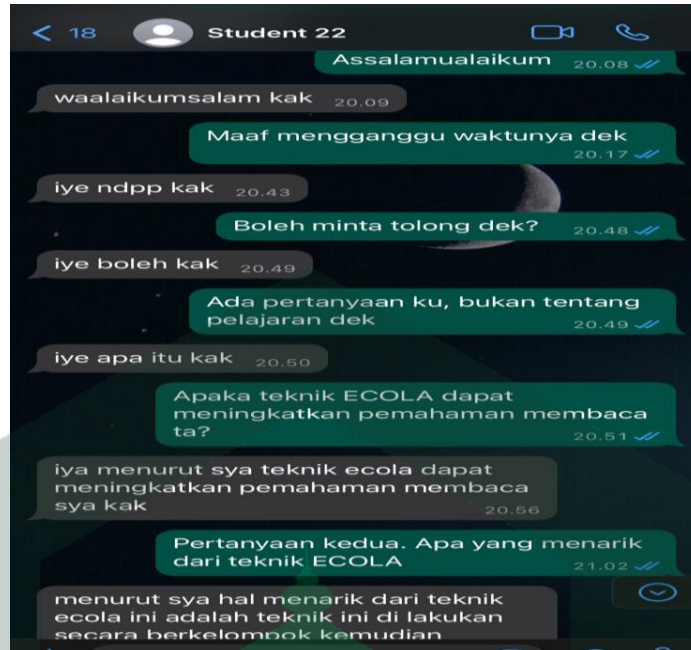 18 Student 22
Assalamualaikum 20.08
waalaikumsalam kak 20.09
Maaf mengganggu waktunya dek
20.17
iye ndpp kak 20.43
Boleh minta tolong dek? 20.48
iye boleh kak 20.49
Ada pertanyaan ku, bukan tentang
pelajaran dek 20.49
iye apa itu kak 20.50
Apaka teknik ECOLA dapat
meningkatkan pemahaman membaca
ta? 20.51
iya menurut sya teknik ecola dapat
meningkatkan pemahaman membaca
sya kak 20.56
Pertanyaan kedua. Apa yang menarik
dari teknik ECOLA 21.02
menurut sya hal menarik dari teknik
ecola ini adalah teknik ini di lakukan
secara berkelompok kemudian